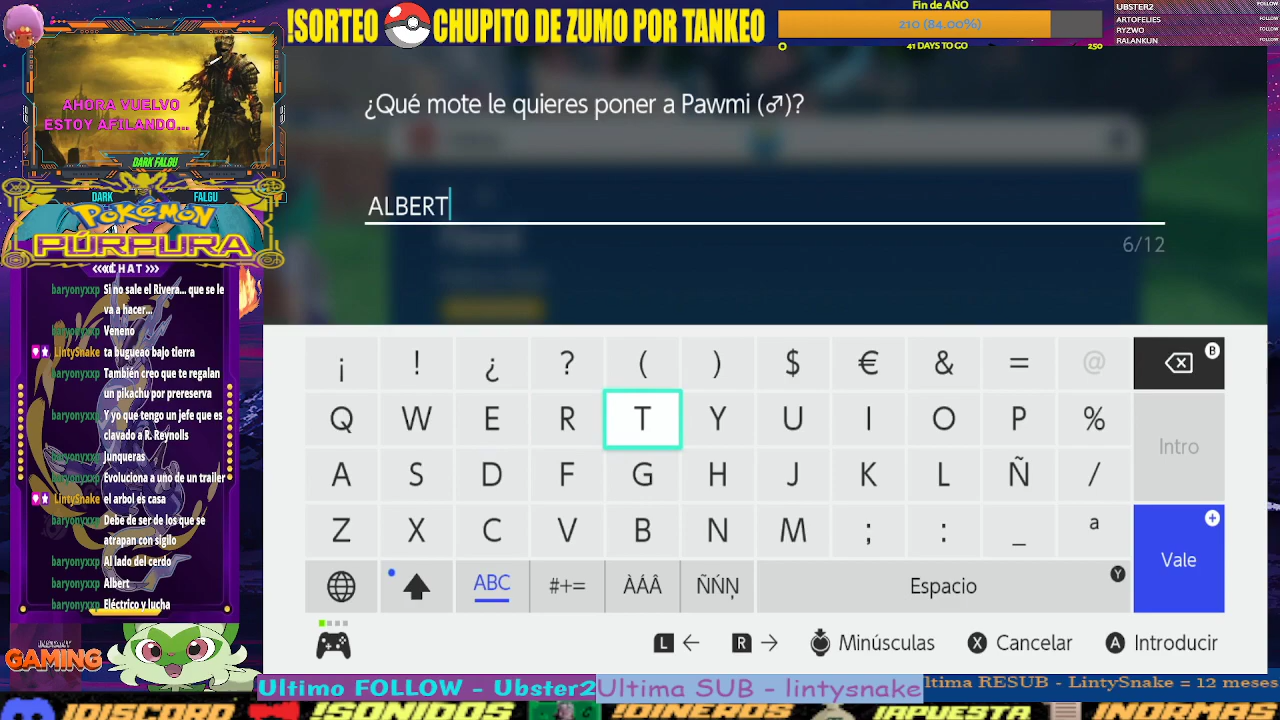 !SORTEO CHUPITO DE ZUMO POR TANKEO
Fin de AÑO
210 (84.00%)
0 41 DAYS TO GO 250
UBSTER2 FOLLOW
ARTOFELIES FOLLOW
RYZWO FOLLOW
RALANKIJN FOLLOW
AHORA VUELVO
ESTOY AFILANDO...
DARK FALGU
DARK FALGU
POKéMON
PÚRPURA
CHAT
baryonyxxp Si no sale el Rivera... que se le
va a hacer...
baryonyxxp Veneno
LintySnake ta bugueao bajo tierra
baryonyxxp También creo que te regalan
un pikachu por prereserva
baryonyxxp Y yo que tengo un jefe que es
clavado a R. Reynolls
baryonyxxp Junqueras
baryonyxxp Evoluciona a uno de un trailer
LintySnake el arbol es casa
baryonyxxp Debe de ser de los que se
atrapan con sigilo
baryonyxxp Al lado del cerdo
baryonyxxp Albert
baryonyxxp Eléctrico y lucha
INSTANT
GAMING
¿Qué mote le quieres poner a Pawmi (♂)?
ALBERT
6/12
¡ ! ¿ ? ( ) $ € & = @ B
Q W E R T Y U I O P %
Intro
A S D F G H J K L Ñ /
Z X C V B N M ; : _ ª
+
Vale
ABC #+= ÀÁÂ ÑŃŅ Espacio Y
L ← R → Minúsculas X Cancelar A Introducir
Ultimo FOLLOW - Ubster2
Ultima SUB - lintysnake
ltima RESUB - LintySnake = 12 meses
!DISCORD !SONIDOS !DINEROS !APUESTA !NORMAS